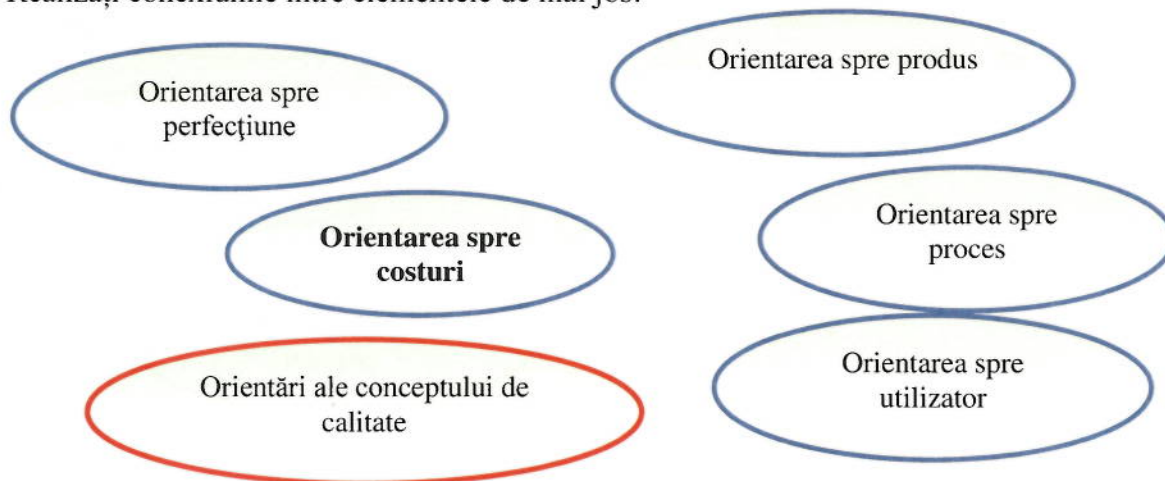 Orientarea spre
perfecţiune
Orientarea spre produs
Orientarea spre
costuri
Orientarea spre
proces
Orientări ale conceptului de
calitate
Orientarea spre
utilizator